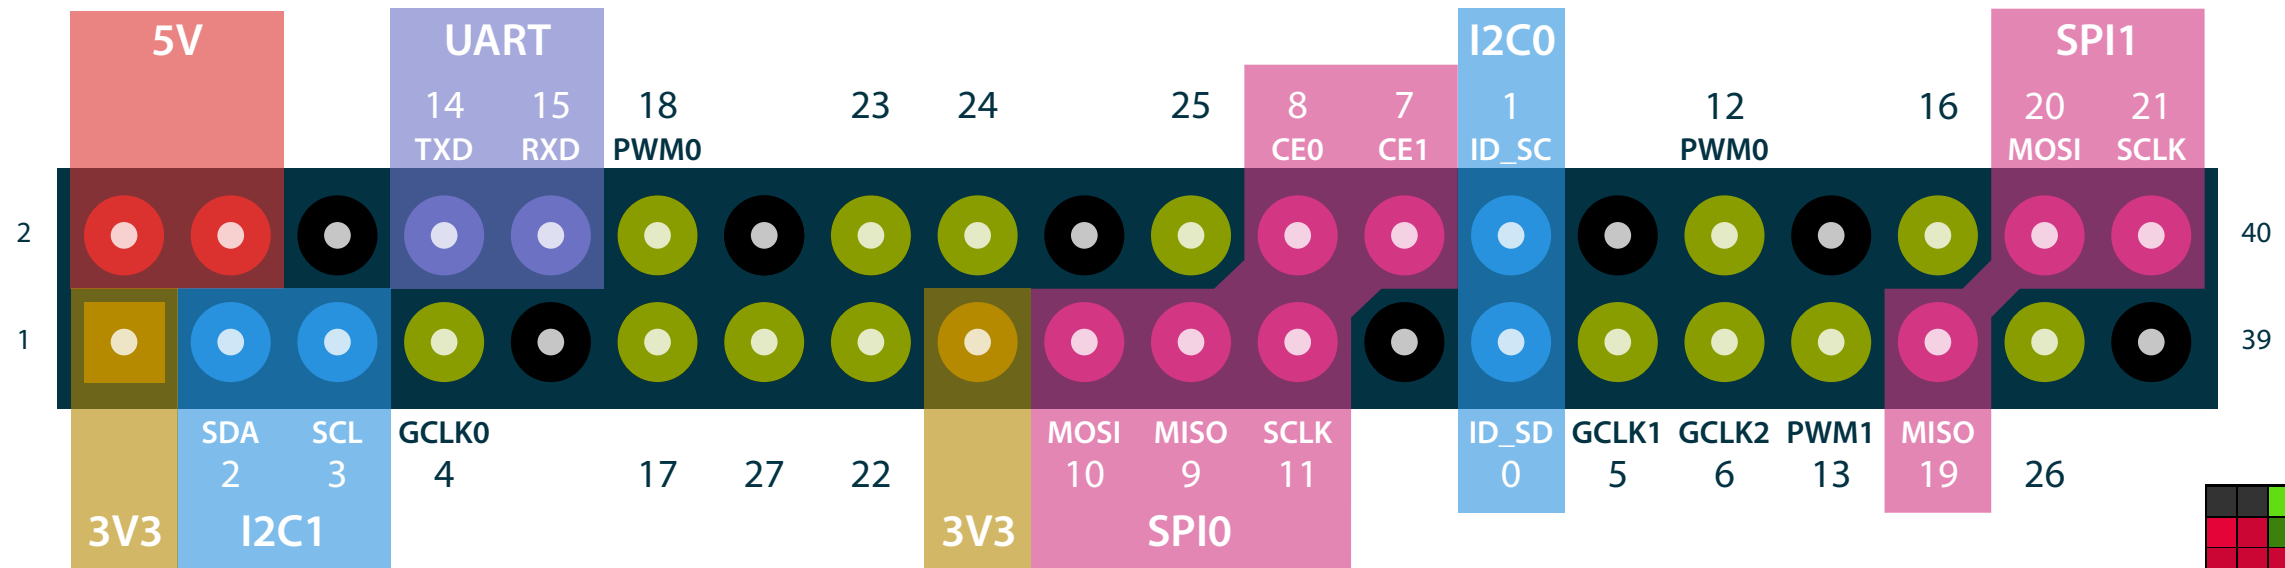 5V UART I2C0 SPI1
14 15 18 23 24 25 8 7 1 12 16 20 21
TXD RXD PWM0 CE0 CE1 ID_SC PWM0 MOSI SCLK
2 40
1 39
SDA SCL GCLK0 MOSI MISO SCLK ID_SD GCLK1 GCLK2 PWM1 MISO
2 3 4 17 27 22 10 9 11 0 5 6 13 19 26
3V3 I2C1 3V3 SPI0